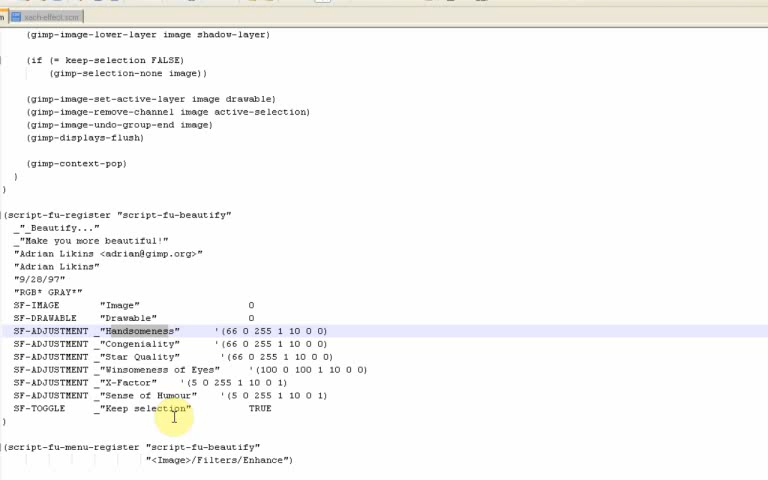 xach-effect.scm
(gimp-image-lower-layer image shadow-layer)
(if (= keep-selection FALSE)
(gimp-selection-none image))
(gimp-image-set-active-layer image drawable)
(gimp-image-remove-channel image active-selection)
(gimp-image-undo-group-end image)
(gimp-displays-flush)
(gimp-context-pop)
)
)
(script-fu-register "script-fu-beautify"
_"_Beautify..."
_"Make you more beautiful!"
"Adrian Likins <adrian@gimp.org>"
"Adrian Likins"
"9/28/97"
"RGB* GRAY*"
SF-IMAGE "Image" 0
SF-DRAWABLE "Drawable" 0
SF-ADJUSTMENT _"Handsomeness" '(66 0 255 1 10 0 0)
SF-ADJUSTMENT _"Congeniality" '(66 0 255 1 10 0 0)
SF-ADJUSTMENT _"Star Quality" '(66 0 255 1 10 0 0)
SF-ADJUSTMENT _"Winsomeness of Eyes" '(100 0 100 1 10 0 0)
SF-ADJUSTMENT _"X-Factor" '(5 0 255 1 10 0 1)
SF-ADJUSTMENT _"Sense of Humour" '(5 0 255 1 10 0 1)
SF-TOGGLE _"Keep selection" TRUE
)
(script-fu-menu-register "script-fu-beautify"
"<Image>/Filters/Enhance")